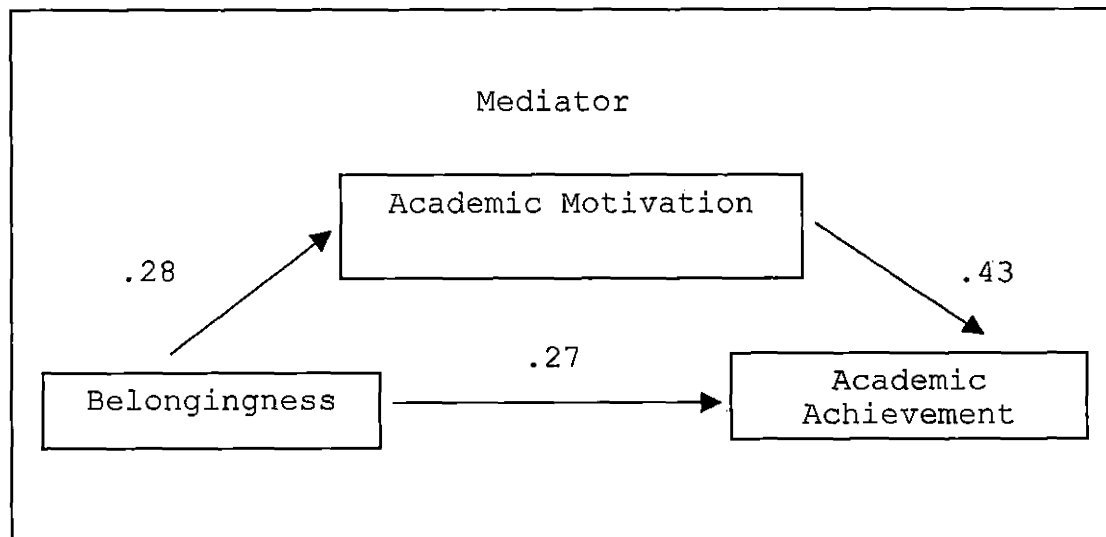 Mediator
Academic Motivation
.28
.43
.27
Belongingness
Academic
Achievement